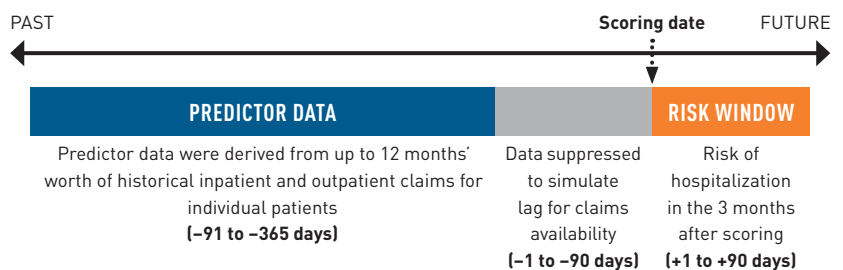 PAST Scoring date FUTURE
PREDICTOR DATA RISK WINDOW
Predictor data were derived from up to 12 months’
worth of historical inpatient and outpatient claims for
individual patients
(–91 to –365 days)
Data suppressed
to simulate
lag for claims
availability
(–1 to –90 days)
Risk of
hospitalization
in the 3 months
after scoring
(+1 to +90 days)